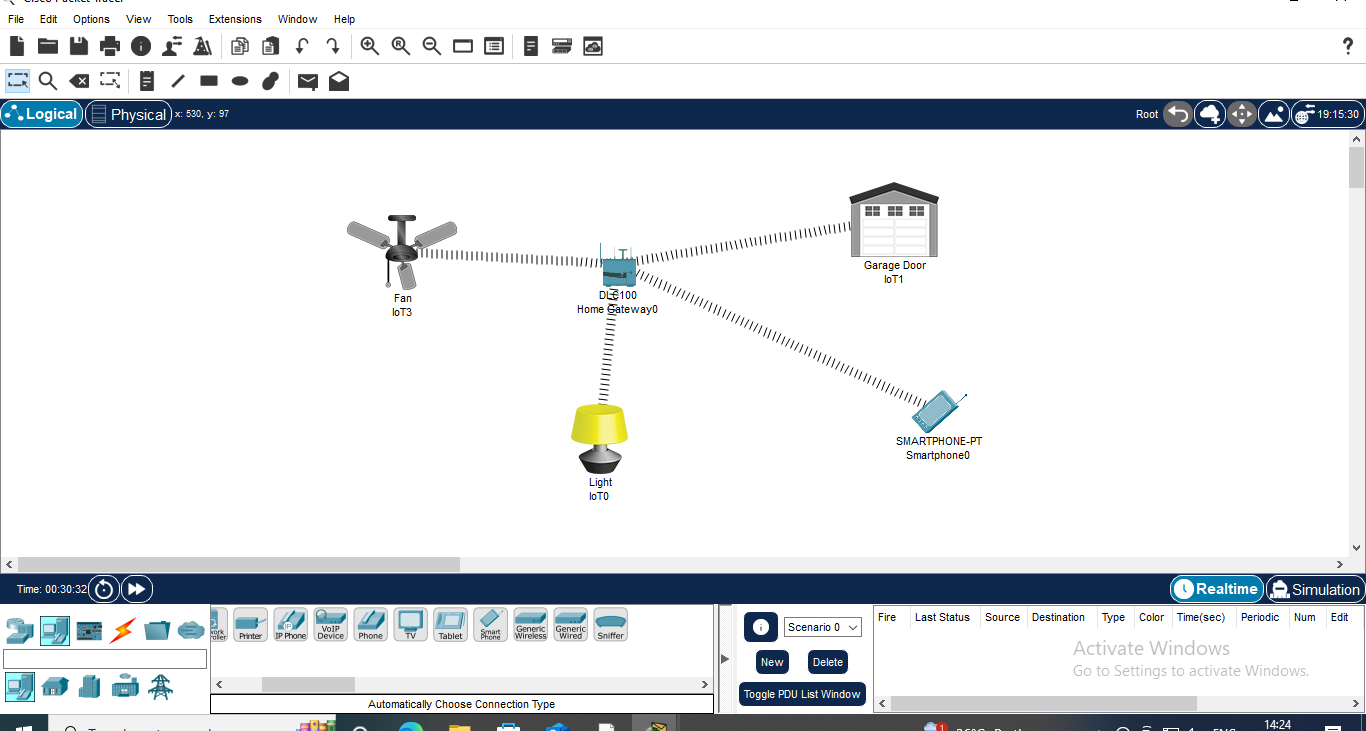 Cisco Packet Tracer
File Edit Options View Tools Extensions Window Help
?
Logical Physical x: 530, y: 97 Root 19:15:30
Garage Door
IoT1
Fan
IoT3
DLC100
Home Gateway0
SMARTPHONE-PT
Smartphone0
Light
IoT0
Time: 00:30:32 Realtime Simulation
Printer IP Phone VoIP Device Phone TV Tablet Smart Phone Generic Wireless Generic Wired Sniffer
Automatically Choose Connection Type
Scenario 0
New Delete
Toggle PDU List Window
Fire Last Status Source Destination Type Color Time(sec) Periodic Num Edit
Activate Windows
Go to Settings to activate Windows.
1
14:24